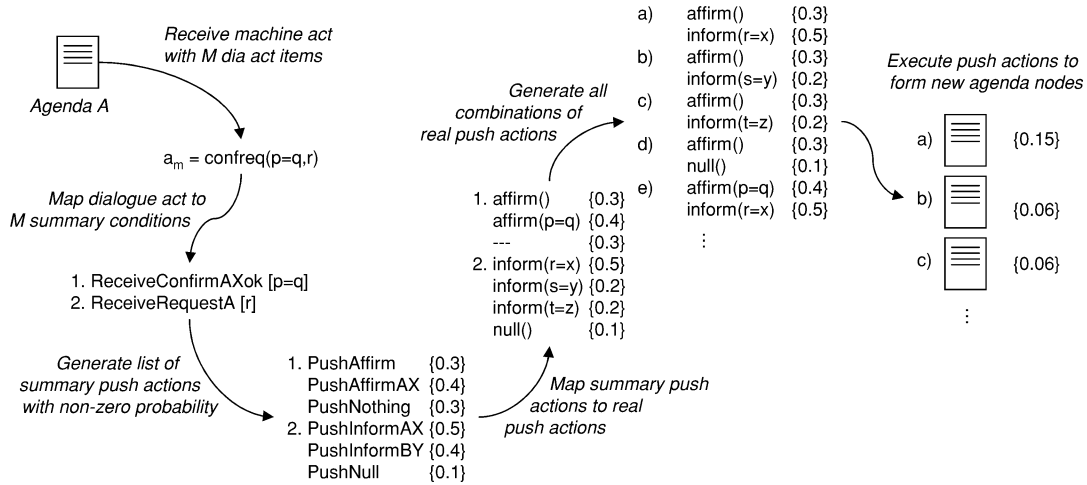 Agenda A
Receive machine act
with M dia act items
am = confreq(p=q,r)
Map dialogue act to
M summary conditions
1. ReceiveConfirmAXok [p=q]
2. ReceiveRequestA [r]
Generate list of
summary push actions
with non-zero probability
1. PushAffirm {0.3}
PushAffirmAX {0.4}
PushNothing {0.3}
2. PushInformAX {0.5}
PushInformBY {0.4}
PushNull {0.1}
Map summary push
actions to real
push actions
1. affirm() {0.3}
affirm(p=q) {0.4}
--- {0.3}
2. inform(r=x) {0.5}
inform(s=y) {0.2}
inform(t=z) {0.2}
null() {0.1}
Generate all
combinations of
real push actions
a) affirm() {0.3}
inform(r=x) {0.5}
b) affirm() {0.3}
inform(s=y) {0.2}
c) affirm() {0.3}
inform(t=z) {0.2}
d) affirm() {0.3}
null() {0.1}
e) affirm(p=q) {0.4}
inform(r=x) {0.5}
⋮
Execute push actions to
form new agenda nodes
a) {0.15}
b) {0.06}
c) {0.06}
⋮